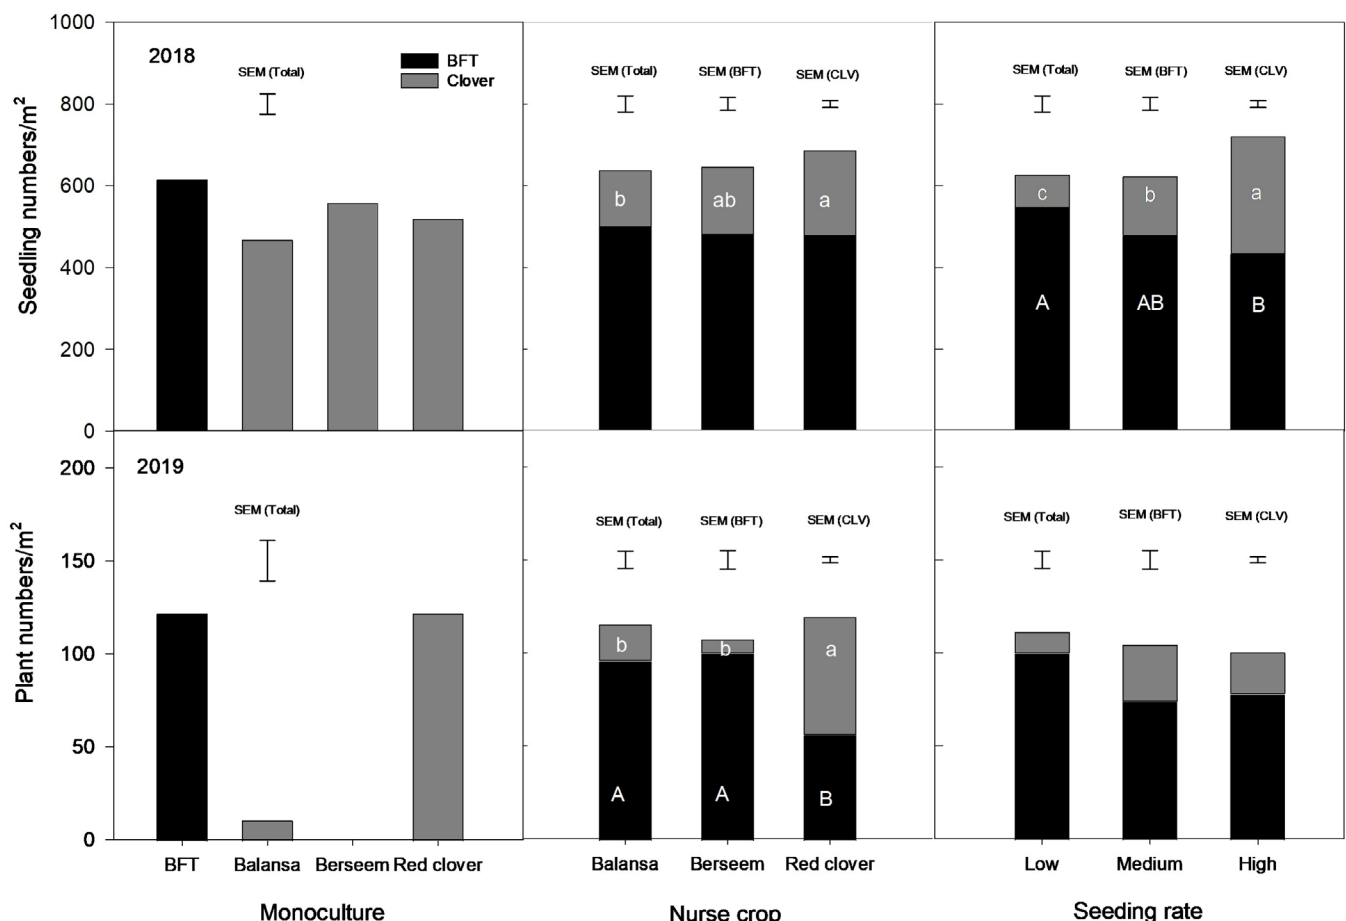 1000
800
600
400
200
0
Seedling numbers/m²
2018
BFT
Clover
SEM (Total)
SEM (Total)
SEM (BFT)
SEM (CLV)
b
ab
a
SEM (Total)
SEM (BFT)
SEM (CLV)
c
b
a
A
AB
B
200
150
100
50
0
Plant numbers/m²
2019
SEM (Total)
SEM (Total)
SEM (BFT)
SEM (CLV)
b
b
a
A
A
B
SEM (Total)
SEM (BFT)
SEM (CLV)
BFT
Balansa
Berseem
Red clover
Monoculture
Balansa
Berseem
Red clover
Nurse crop
Low
Medium
High
Seeding rate